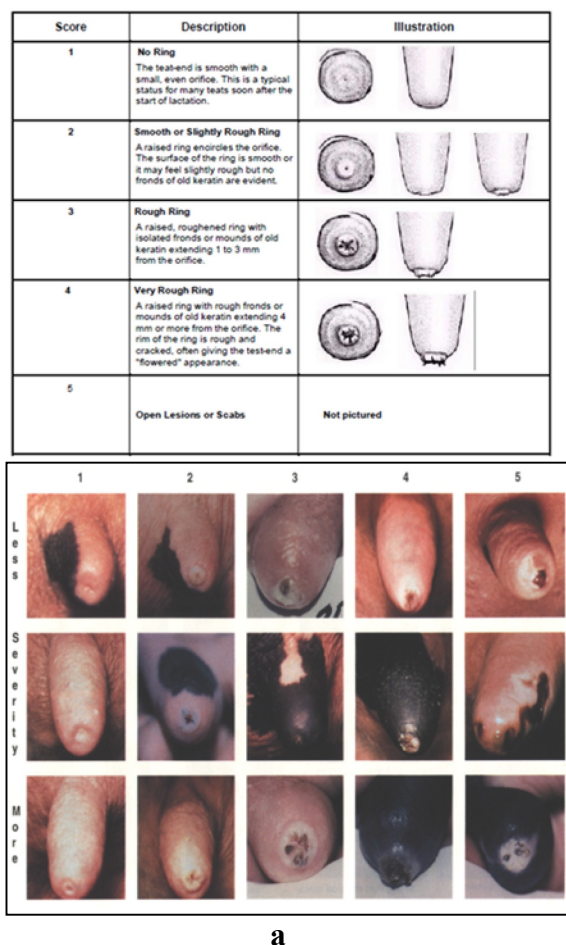 Score Description Illustration
1 No Ring
The teat-end is smooth with a
small, even orifice. This is a typical
status for many teats soon after the
start of lactation.
2 Smooth or Slightly Rough Ring
A raised ring encircles the orifice.
The surface of the ring is smooth or
it may feel slightly rough but no
fronds of old keratin are evident.
3 Rough Ring
A raised, roughened ring with
isolated fronds or mounds of old
keratin extending 1 to 3 mm
from the orifice.
4 Very Rough Ring
A raised ring with rough fronds or
mounds of old keratin extending 4
mm or more from the orifice. The
rim of the ring is rough and
cracked, often giving the test-end a
"flowered" appearance.
5
Open Lesions or Scabs Not pictured
1 2 3 4 5
Less
Severity
More
a